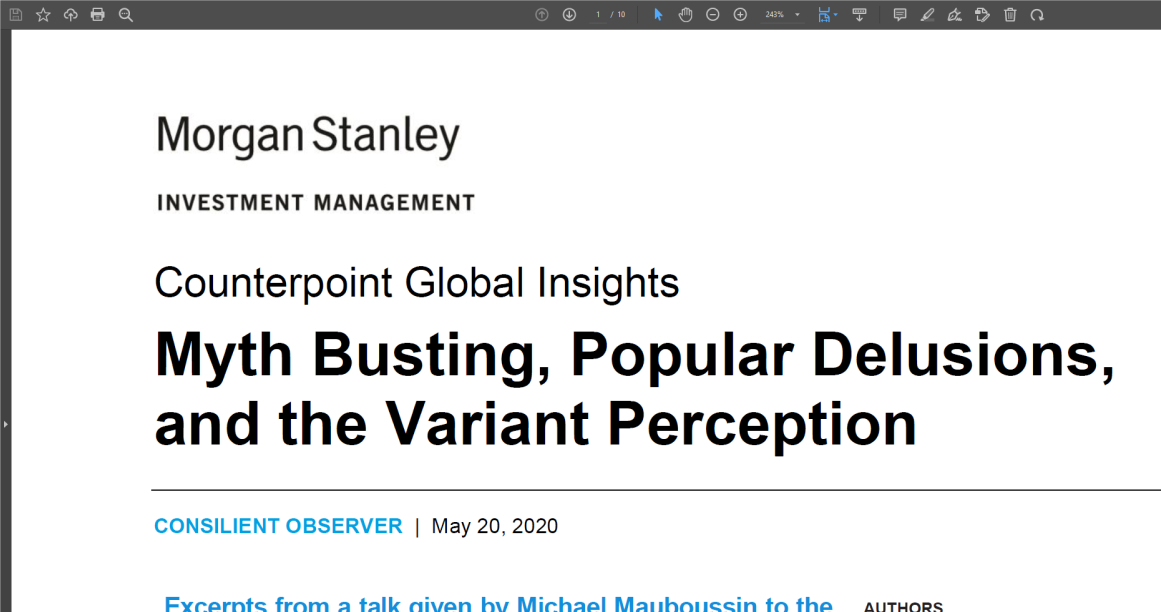 1 / 10
243%
Morgan Stanley
INVESTMENT MANAGEMENT
Counterpoint Global Insights
Myth Busting, Popular Delusions,
and the Variant Perception
CONSILIENT OBSERVER | May 20, 2020
Excerpts from a talk given by Michael Mauboussin to the
AUTHORS